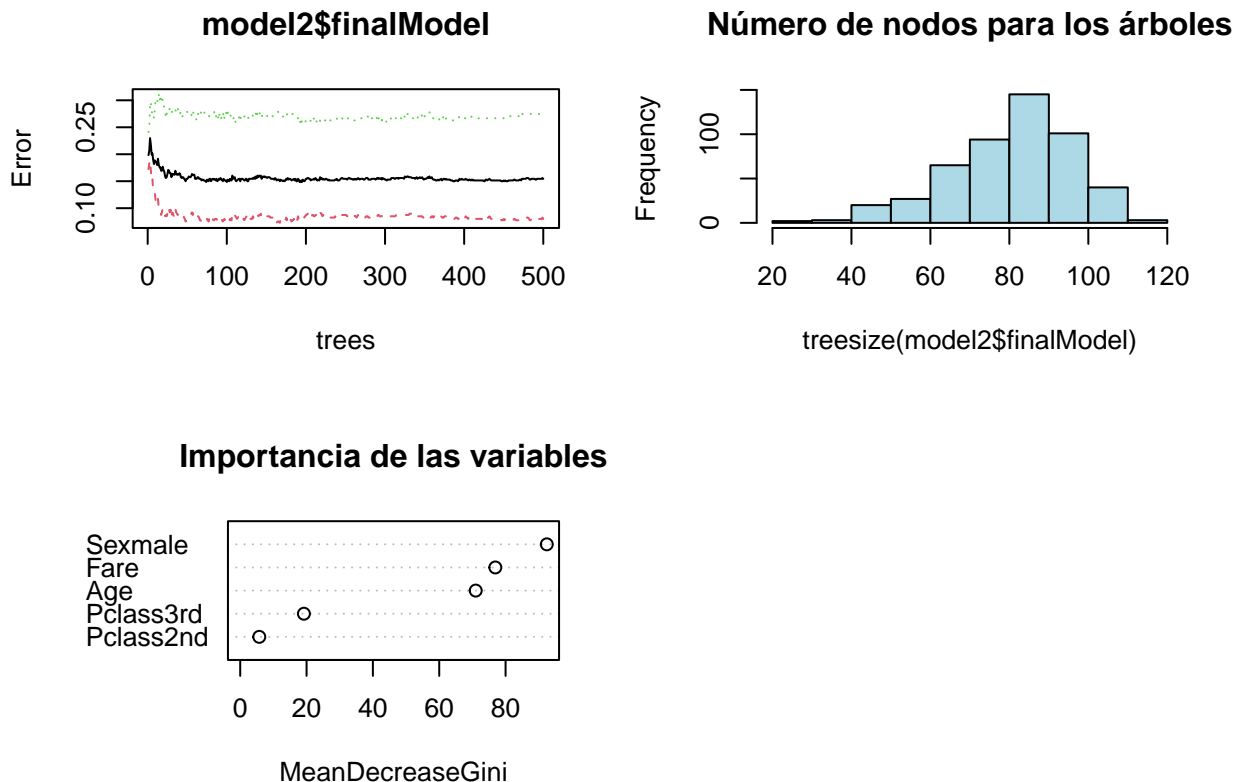 model2$finalModel
Error
0.10
0.25
0 100 200 300 400 500
trees
Número de nodos para los árboles
Frequency
0
100
20 40 60 80 100 120
treesize(model2$finalModel)
Importancia de las variables
Sexmale
Fare
Age
Pclass3rd
Pclass2nd
0 20 40 60 80
MeanDecreaseGini